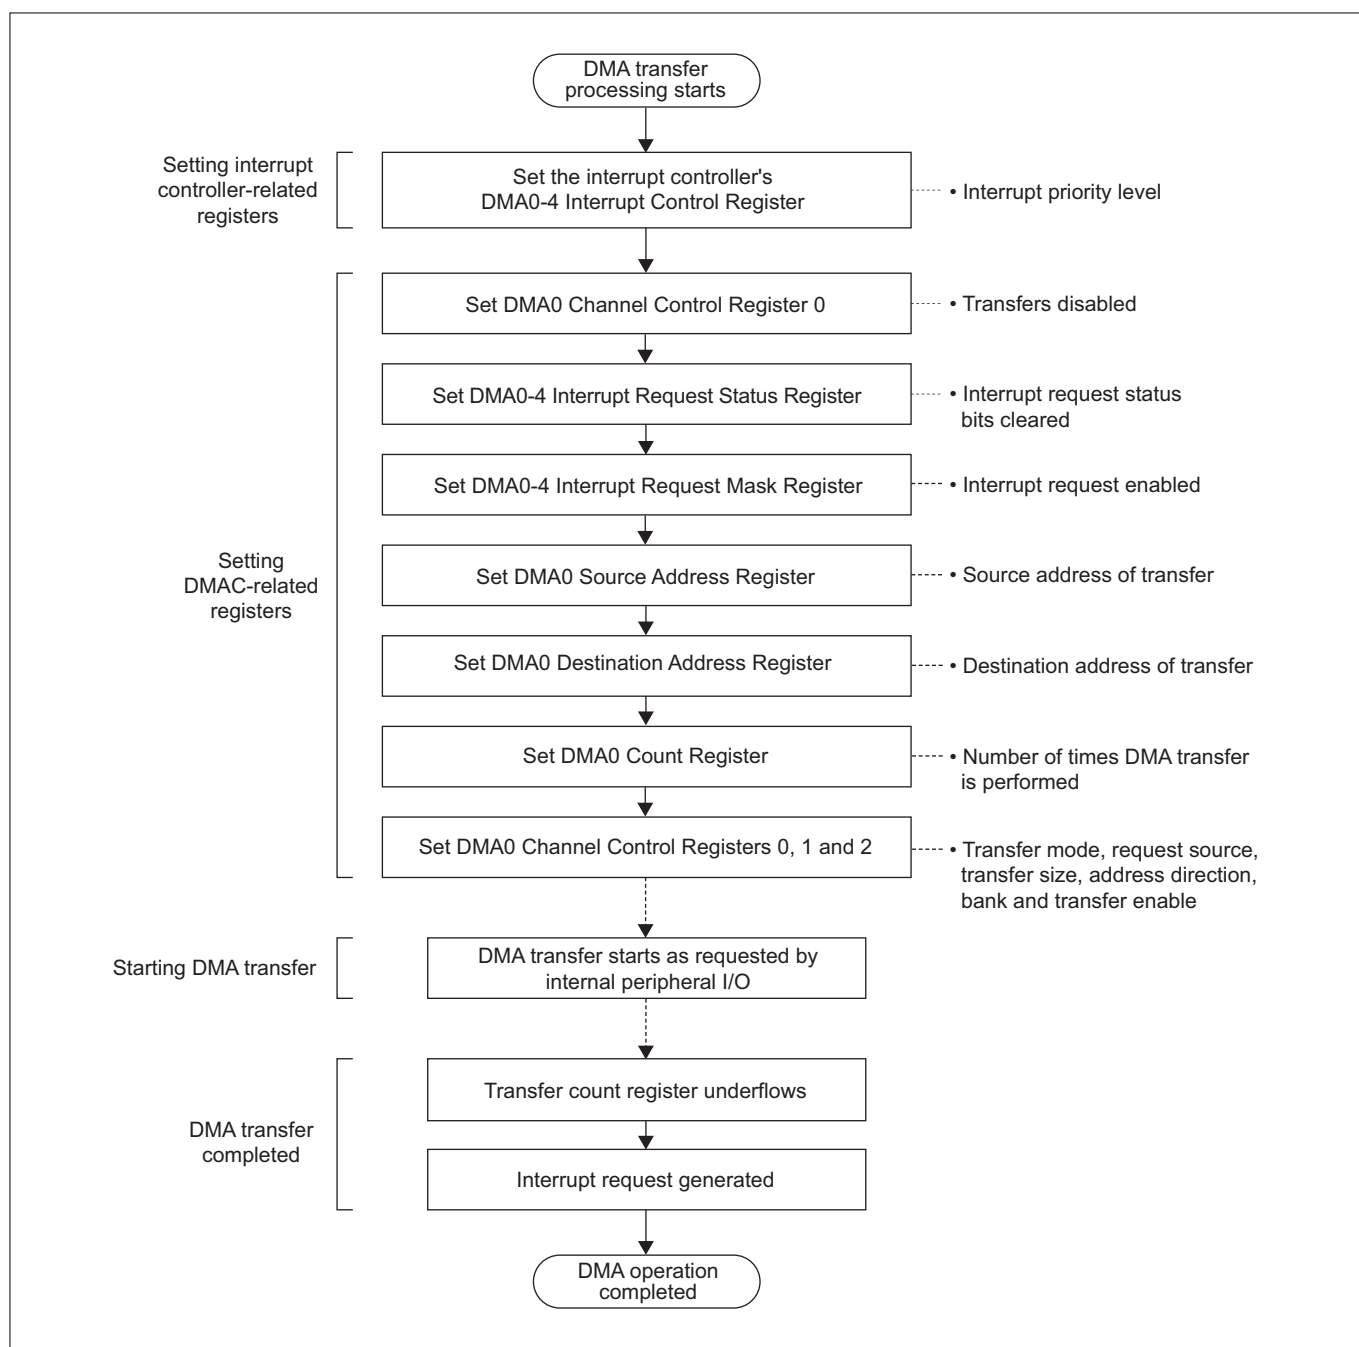 DMA transfer
processing starts
Setting interrupt
controller-related
registers
Set the interrupt controller's
DMA0-4 Interrupt Control Register
• Interrupt priority level
Set DMA0 Channel Control Register 0
• Transfers disabled
Set DMA0-4 Interrupt Request Status Register
• Interrupt request status
bits cleared
Set DMA0-4 Interrupt Request Mask Register
• Interrupt request enabled
Setting
DMAC-related
registers
Set DMA0 Source Address Register
• Source address of transfer
Set DMA0 Destination Address Register
• Destination address of transfer
Set DMA0 Count Register
• Number of times DMA transfer
is performed
Set DMA0 Channel Control Registers 0, 1 and 2
• Transfer mode, request source,
transfer size, address direction,
bank and transfer enable
Starting DMA transfer
DMA transfer starts as requested by
internal peripheral I/O
DMA transfer
completed
Transfer count register underflows
Interrupt request generated
DMA operation
completed